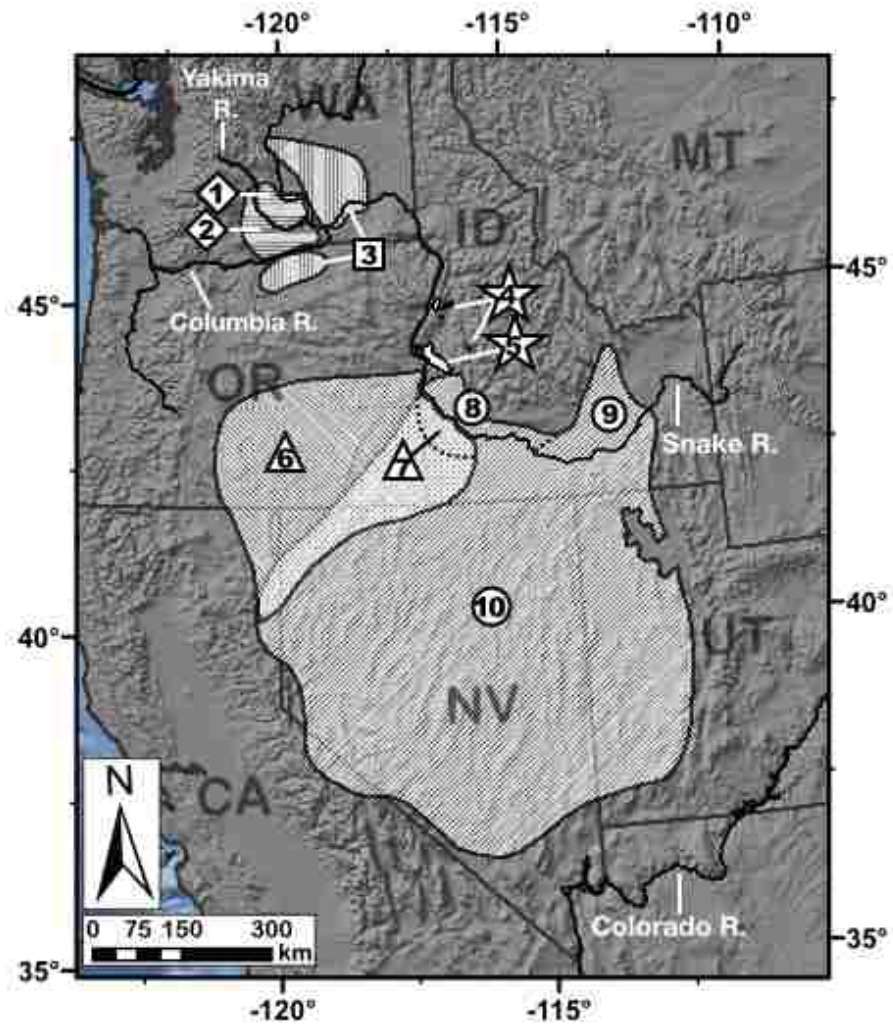 -120° -115° -110°
Yakima
R.
WA
MT
1
2
ID
3
45° 45°
4
Columbia R.
5
OR
8
9
Snake R.
6
7
10
40° 40°
UT
NV
N
CA
0 75 150 300
km
Colorado R.
35° 35°
-120° -115°